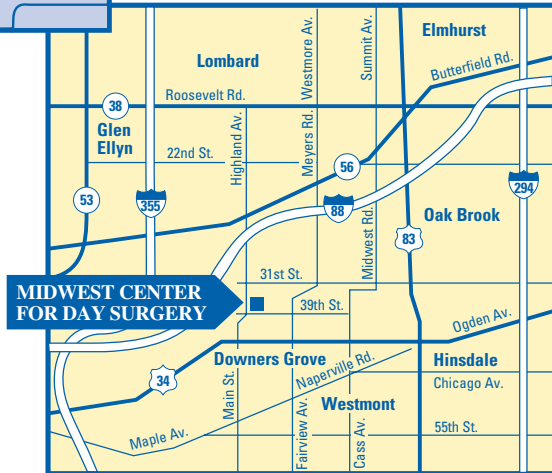 Elmhurst
Lombard
Westmore Av.
Summit Av.
Butterfield Rd.
Roosevelt Rd.
38
Glen
Ellyn
Highland Av.
Meyers Rd.
22nd St.
56
53
355
88
294
Midwest Rd.
Oak Brook
83
31st St.
MIDWEST CENTER
FOR DAY SURGERY
39th St.
Ogden Av.
Downers Grove
Hinsdale
34
Main St.
Naperville Rd.
Chicago Av.
Westmont
Fairview Av.
Cass Av.
Maple Av.
55th St.